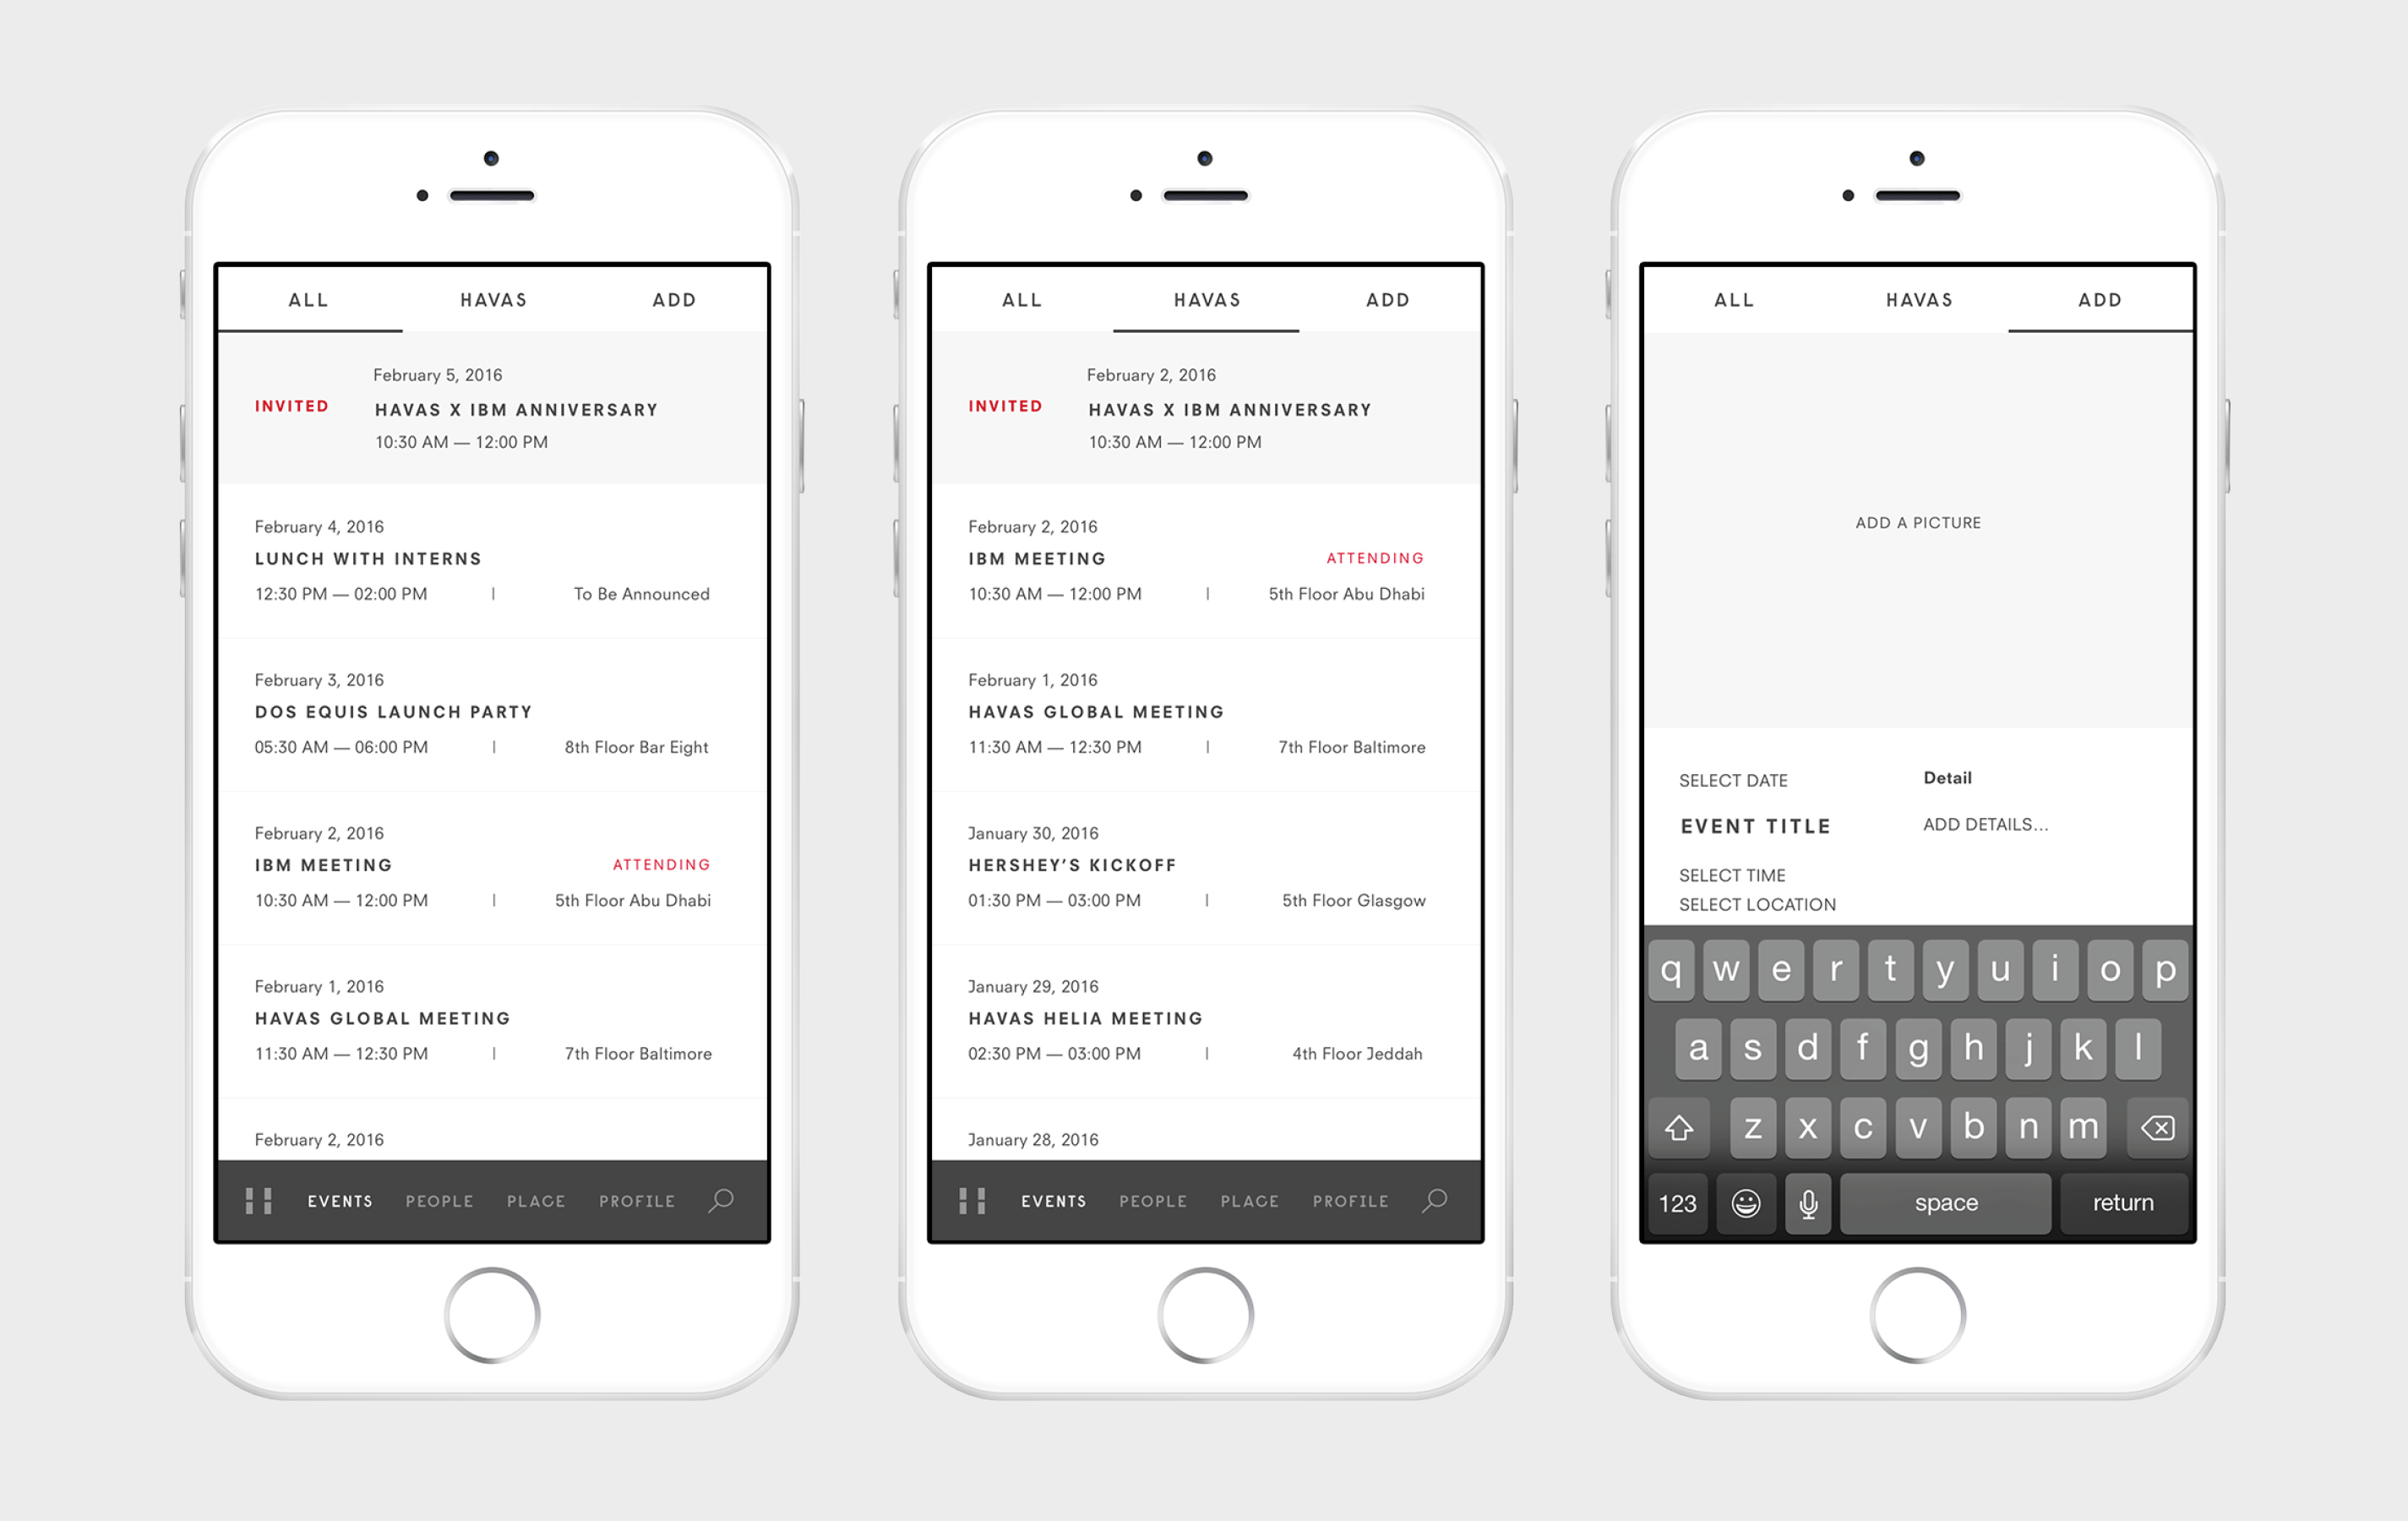 ALL HAVAS ADD
February 5, 2016
INVITED
HAVAS X IBM ANNIVERSARY
10:30 AM — 12:00 PM
February 4, 2016
LUNCH WITH INTERNS
12:30 PM — 02:00 PM | To Be Announced
February 3, 2016
DOS EQUIS LAUNCH PARTY
05:30 AM — 06:00 PM | 8th Floor Bar Eight
February 2, 2016
IBM MEETING ATTENDING
10:30 AM — 12:00 PM | 5th Floor Abu Dhabi
February 1, 2016
HAVAS GLOBAL MEETING
11:30 AM — 12:30 PM | 7th Floor Baltimore
February 2, 2016
EVENTS PEOPLE PLACE PROFILE
ALL HAVAS ADD
February 2, 2016
INVITED
HAVAS X IBM ANNIVERSARY
10:30 AM — 12:00 PM
February 2, 2016
IBM MEETING ATTENDING
10:30 AM — 12:00 PM | 5th Floor Abu Dhabi
February 1, 2016
HAVAS GLOBAL MEETING
11:30 AM — 12:30 PM | 7th Floor Baltimore
January 30, 2016
HERSHEY’S KICKOFF
01:30 PM — 03:00 PM | 5th Floor Glasgow
January 29, 2016
HAVAS HELIA MEETING
02:30 PM — 03:00 PM | 4th Floor Jeddah
January 28, 2016
EVENTS PEOPLE PLACE PROFILE
ALL HAVAS ADD
ADD A PICTURE
SELECT DATE
EVENT TITLE
SELECT TIME
SELECT LOCATION
Detail
ADD DETAILS...
q w e r t y u i o p
a s d f g h j k l
z x c v b n m
123 space return